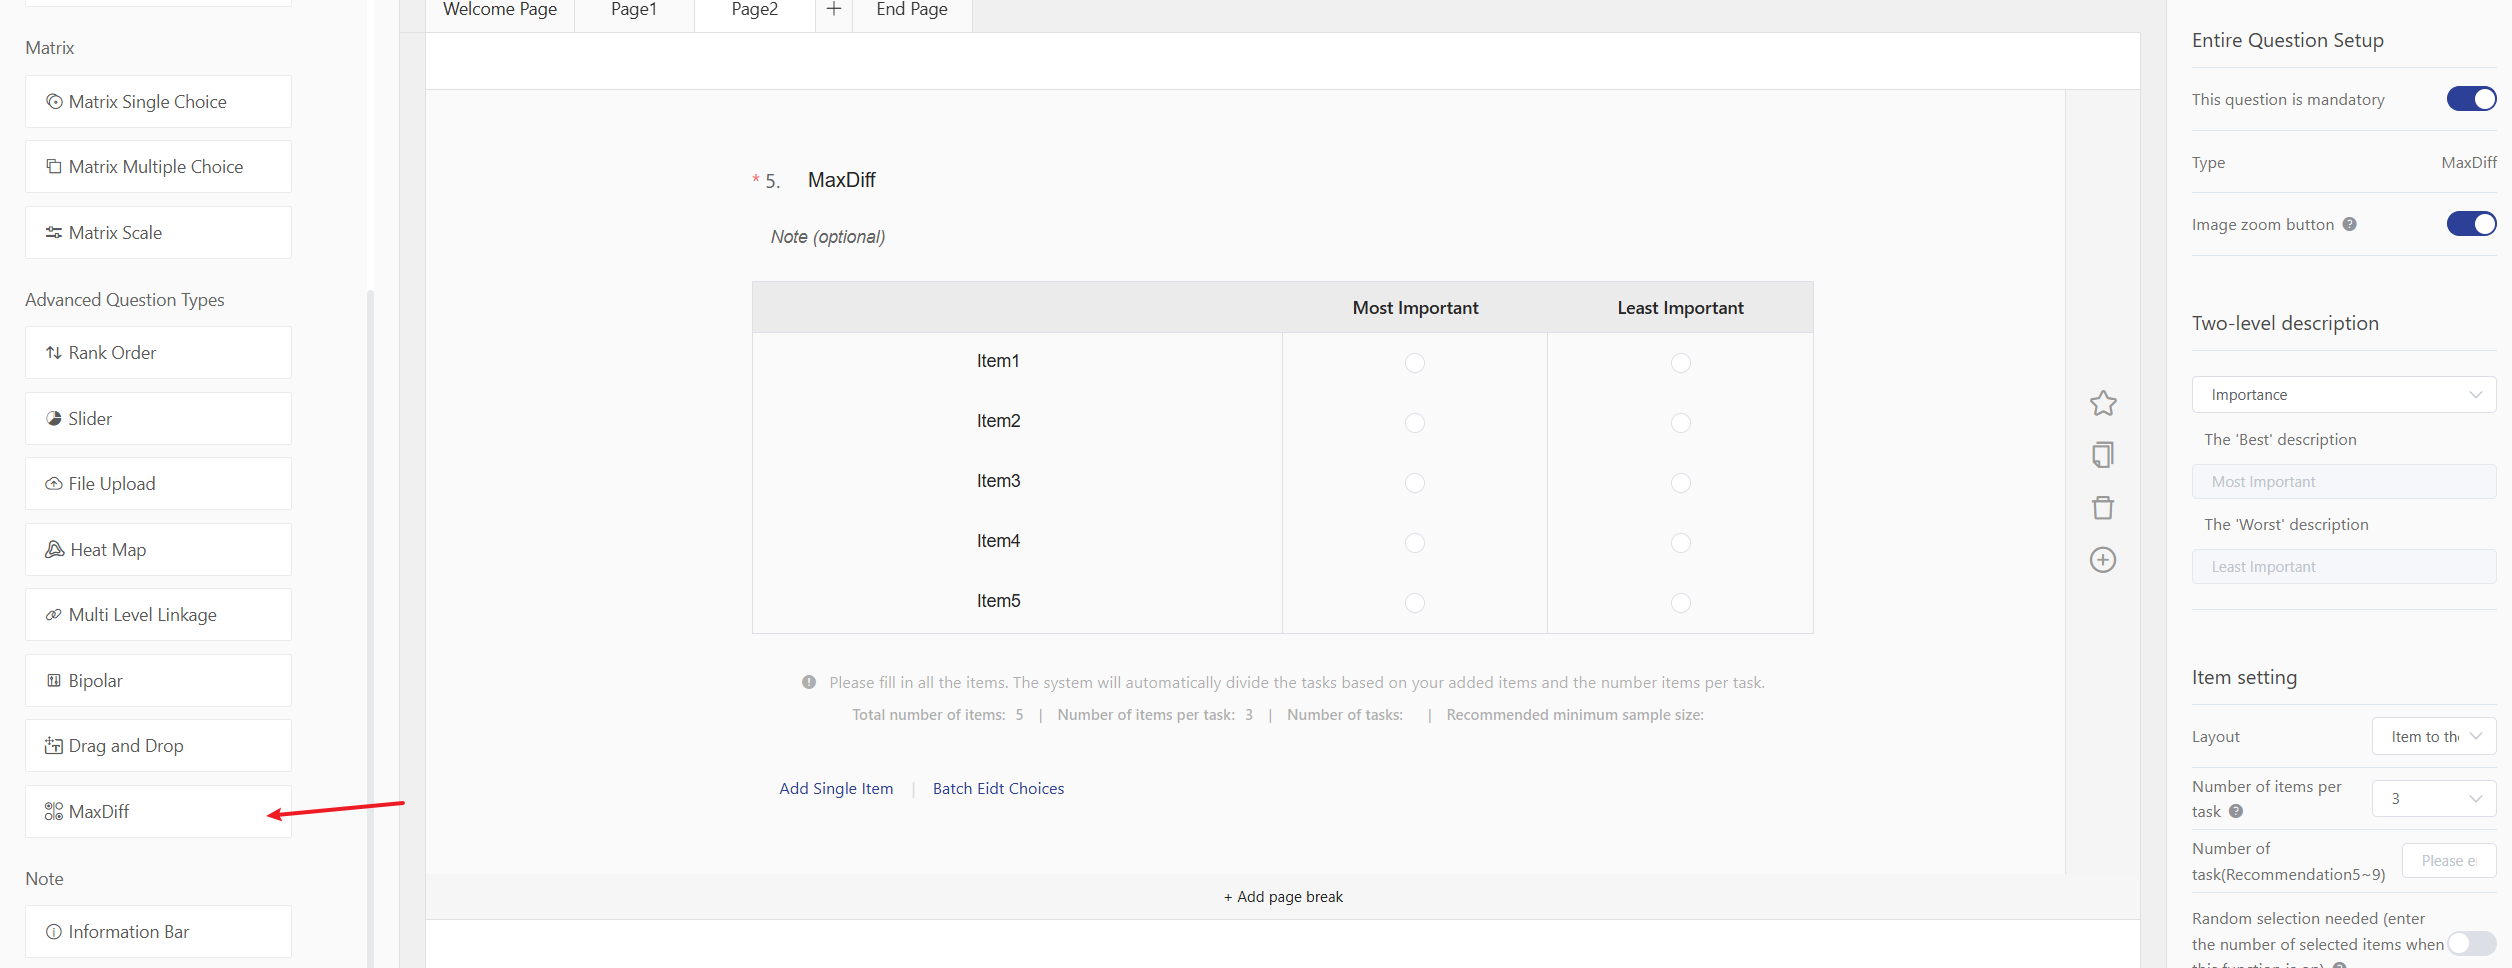 Matrix
Matrix Single Choice
Matrix Multiple Choice
Matrix Scale
Advanced Question Types
Rank Order
Slider
File Upload
Heat Map
Multi Level Linkage
Bipolar
Drag and Drop
MaxDiff
Note
Information Bar
Welcome Page Page1 Page2 + End Page
* 5. MaxDiff
Note (optional)
Most Important Least Important
Item1
Item2
Item3
Item4
Item5
Please fill in all the items. The system will automatically divide the tasks based on your added items and the number items per task.
Total number of items: 5 | Number of items per task: 3 | Number of tasks: | Recommended minimum sample size:
Add Single Item | Batch Eidt Choices
+ Add page break
Entire Question Setup
This question is mandatory
Type MaxDiff
Image zoom button ?
Two-level description
Importance
The 'Best' description
Most Important
The 'Worst' description
Least Important
Item setting
Layout Item to the
Number of items per
task ? 3
Number of
task(Recommendation5~9) Please e
Random selection needed (enter
the number of selected items when
this function is on) ?